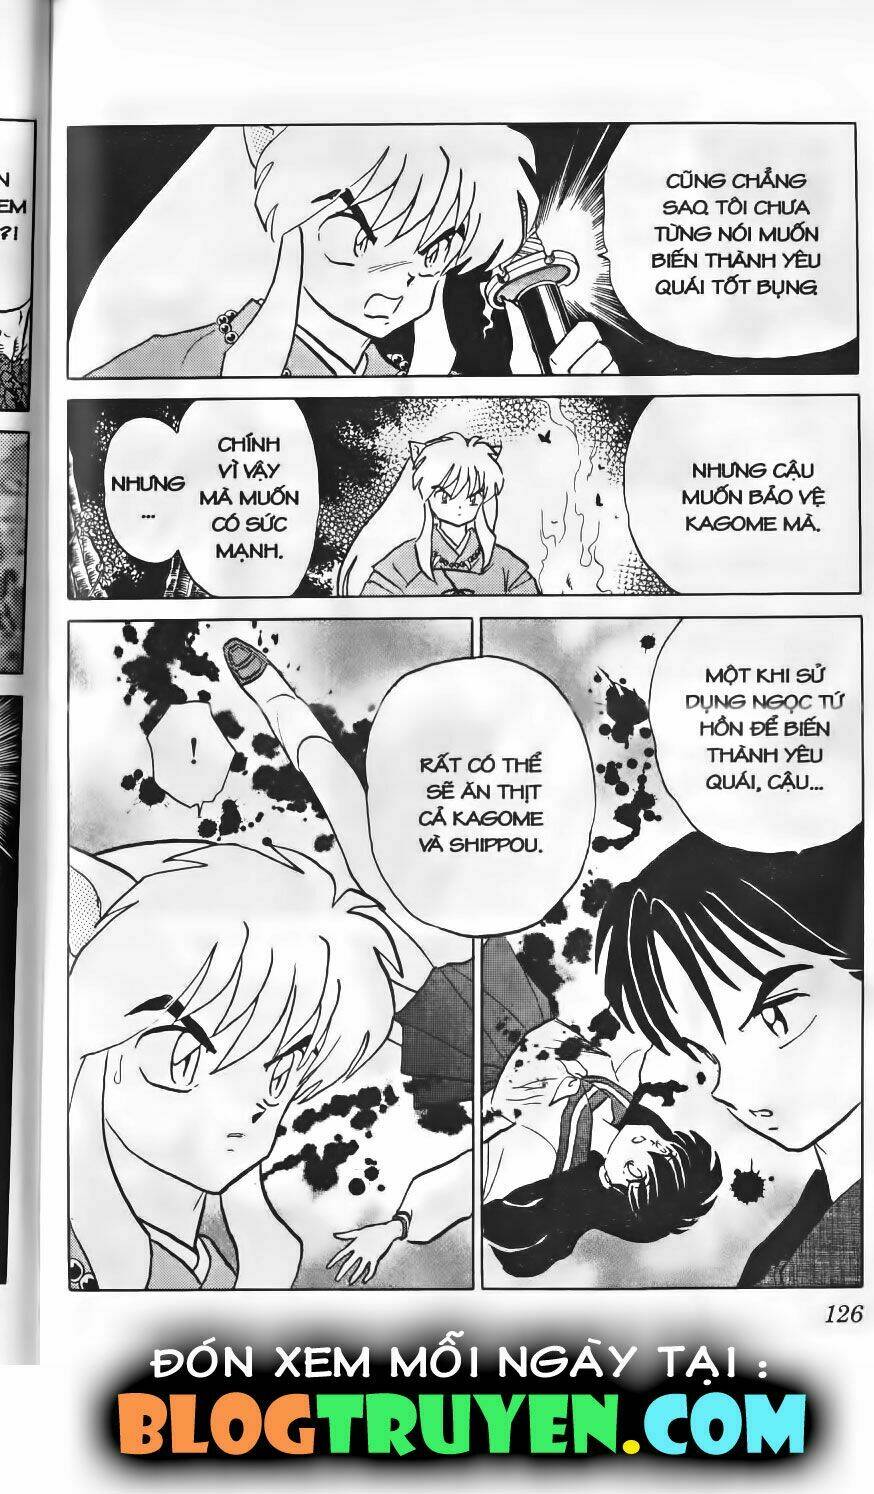 CŨNG CHẲNG
SAO. TÔI CHƯA
TỪNG NÓI MUỐN
BIẾN THÀNH YÊU
QUÁI TỐT BỤNG.
NHƯNG CẬU
MUỐN BẢO VỆ
KAGOME MÀ.
CHÍNH
VÌ VẬY
MÀ MUỐN
CÓ SỨC
MẠNH.
NHƯNG
...
MỘT KHI SỬ
DỤNG NGỌC TỨ
HỒN ĐỂ BIẾN
THÀNH YÊU
QUÁI, CẬU...
RẤT CÓ THỂ
SẼ ĂN THỊT
CẢ KAGOME
VÀ SHIPPOU.
!
N
EM
?!
126
ĐÓN XEM MỖI NGÀY TẠI :
BLOGTRUYEN.COM